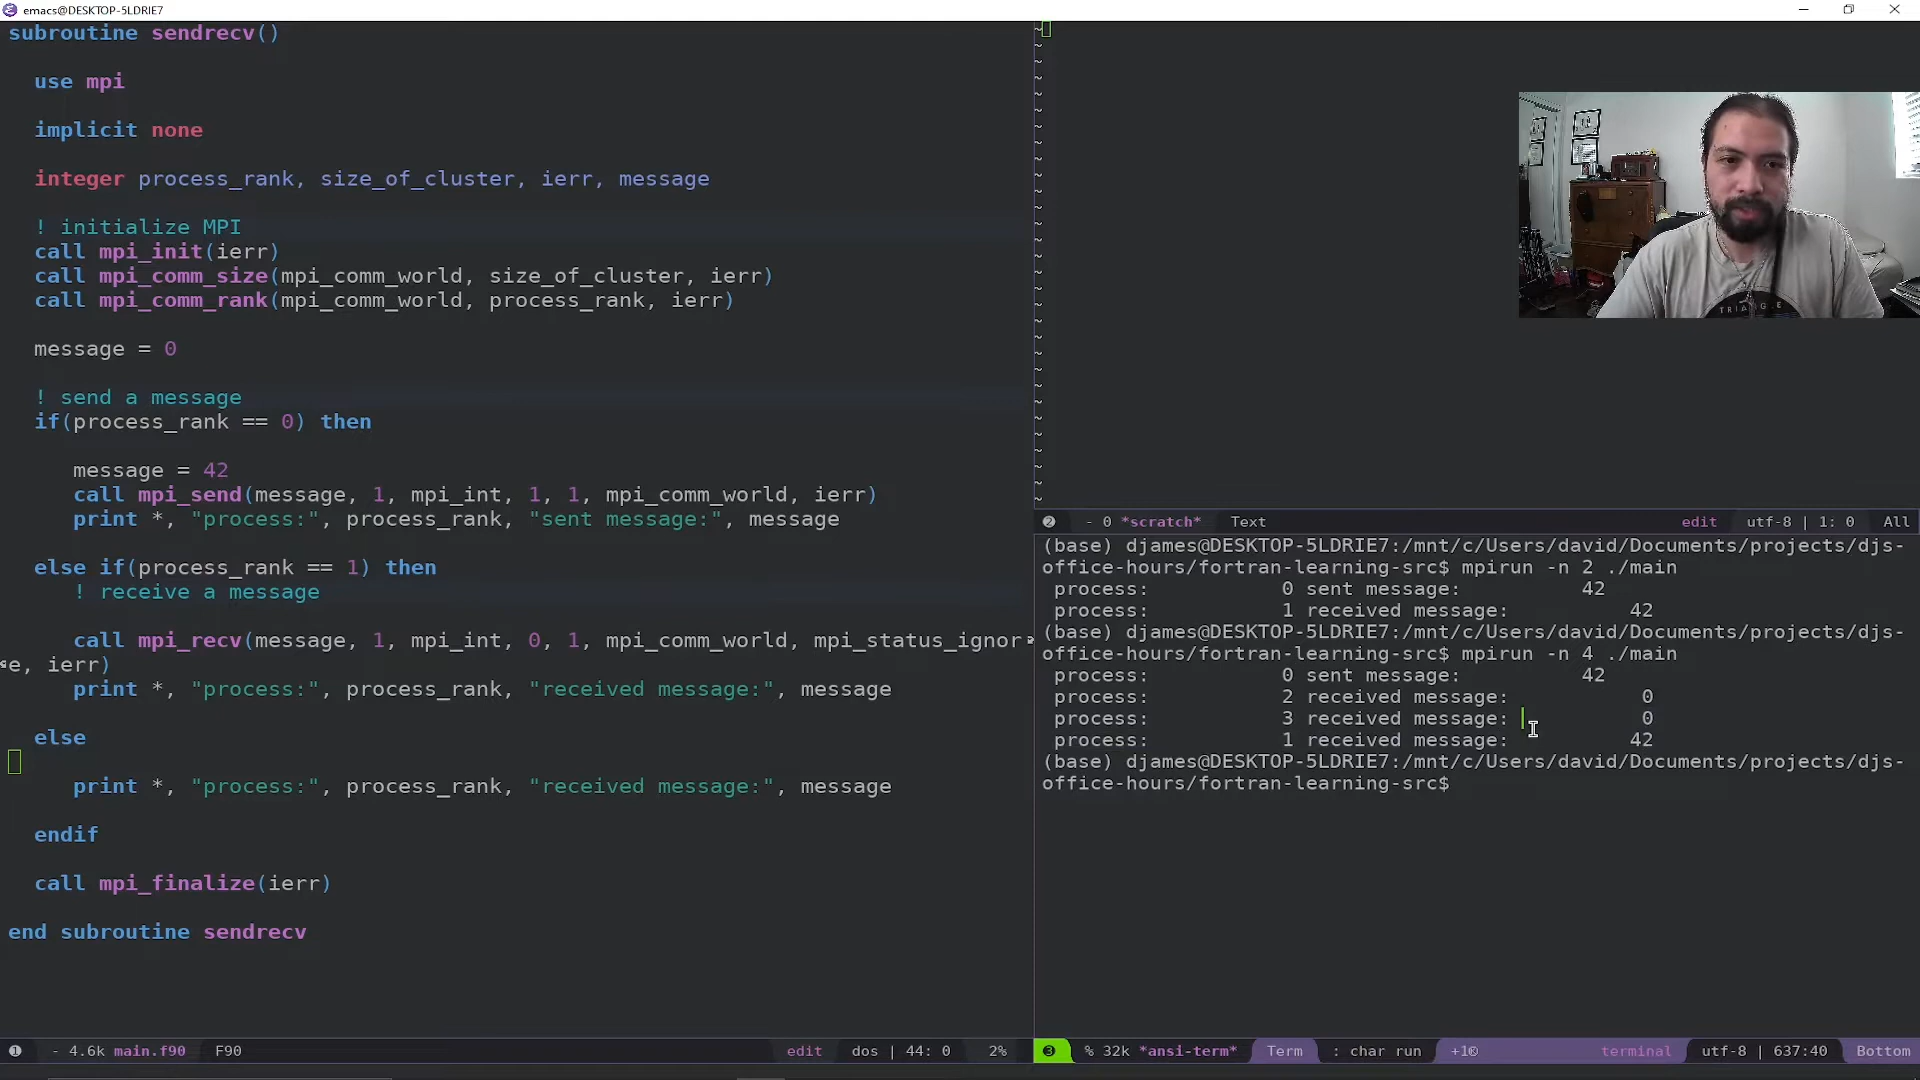 emacs@DESKTOP-5LDRIE7
subroutine sendrecv()
use mpi
implicit none
integer process_rank, size_of_cluster, ierr, message
! initialize MPI
call mpi_init(ierr)
call mpi_comm_size(mpi_comm_world, size_of_cluster, ierr)
call mpi_comm_rank(mpi_comm_world, process_rank, ierr)
message = 0
! send a message
if(process_rank == 0) then
message = 42
call mpi_send(message, 1, mpi_int, 1, 1, mpi_comm_world, ierr)
print *, "process:", process_rank, "sent message:", message
else if(process_rank == 1) then
! receive a message
call mpi_recv(message, 1, mpi_int, 0, 1, mpi_comm_world, mpi_status_ignor
e, ierr)
print *, "process:", process_rank, "received message:", message
else
print *, "process:", process_rank, "received message:", message
endif
call mpi_finalize(ierr)
end subroutine sendrecv
1 - 4.6k main.f90 F90 edit dos | 44: 0 2%
TRIANGLE
2 - 0 *scratch* Text edit utf-8 | 1: 0 All
(base) djames@DESKTOP-5LDRIE7:/mnt/c/Users/david/Documents/projects/djs-
office-hours/fortran-learning-src$ mpirun -n 2 ./main
process: 0 sent message: 42
process: 1 received message: 42
(base) djames@DESKTOP-5LDRIE7:/mnt/c/Users/david/Documents/projects/djs-
office-hours/fortran-learning-src$ mpirun -n 4 ./main
process: 0 sent message: 42
process: 2 received message: 0
process: 3 received message: 0
process: 1 received message: 42
(base) djames@DESKTOP-5LDRIE7:/mnt/c/Users/david/Documents/projects/djs-
office-hours/fortran-learning-src$
3 % 32k *ansi-term* Term : char run +1© terminal utf-8 | 637:40 Bottom